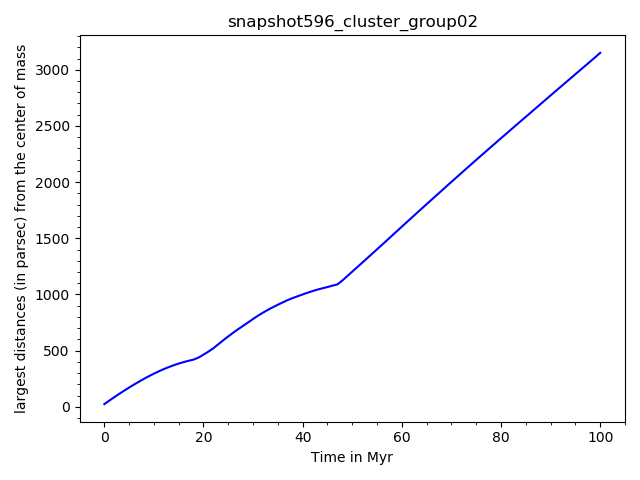 snapshot596_cluster_group02
largest distances (in parsec) from the center of mass
3000
2500
2000
1500
1000
500
0
0 20 40 60 80 100
Time in Myr